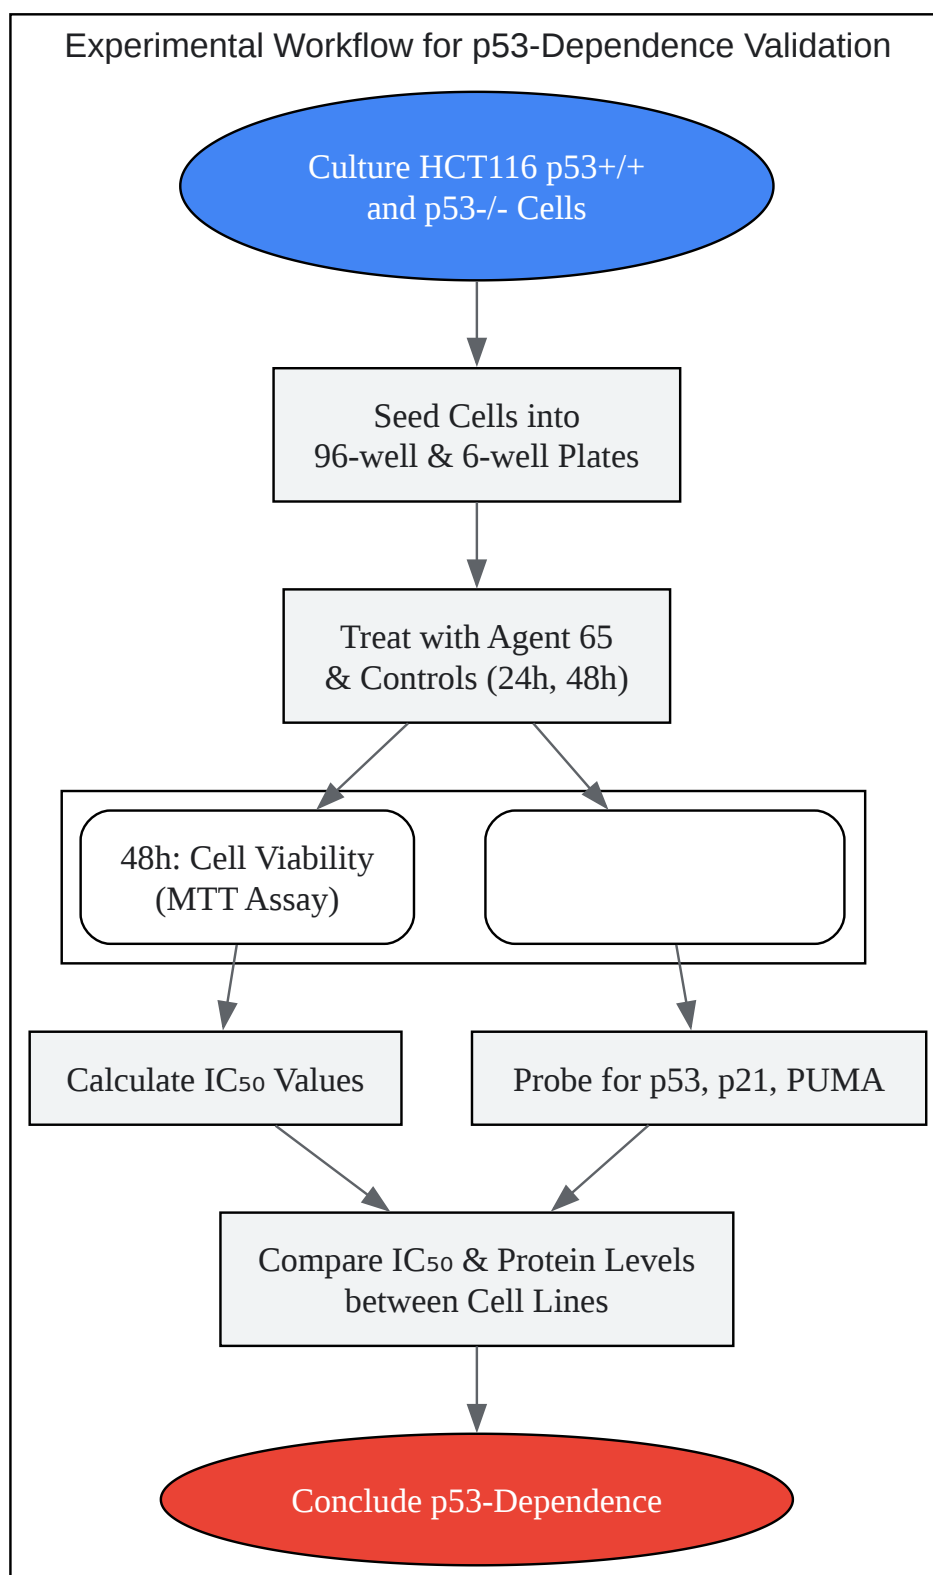 Experimental Workflow for p53-Dependence Validation
Culture HCT116 p53+/+
and p53-/- Cells
Seed Cells into
96-well & 6-well Plates
Treat with Agent 65
& Controls (24h, 48h)
48h: Cell Viability
(MTT Assay)
Calculate IC₅₀ Values
Probe for p53, p21, PUMA
Compare IC₅₀ & Protein Levels
between Cell Lines
Conclude p53-Dependence